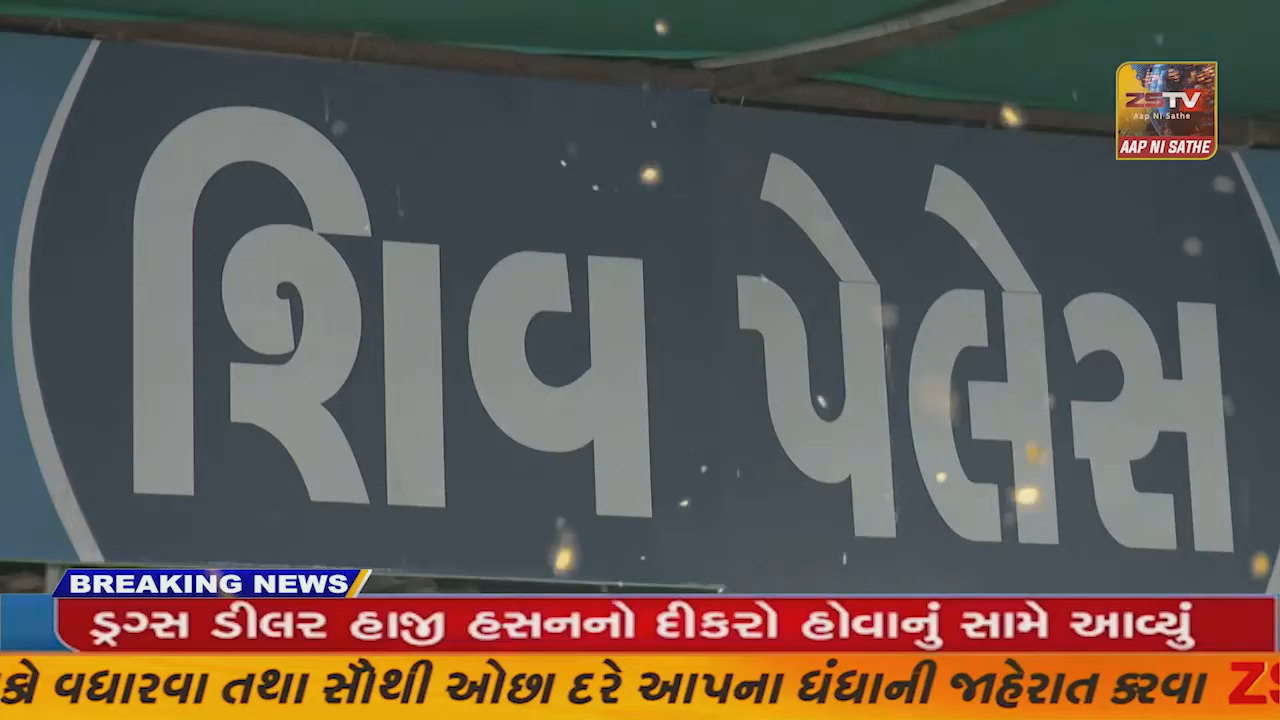 ZSTV
Aap Ni Sathe
AAP NI SATHE
શિવ પેલેસ
BREAKING NEWS
ડ્રગ્સ ડીલર હાજી હસનનો દીકરો હોવાનું સામે આવ્યું
વધારવા તથા સૌથી ઓછા દરે આપના ધંધાની જાહેરાત કરવા